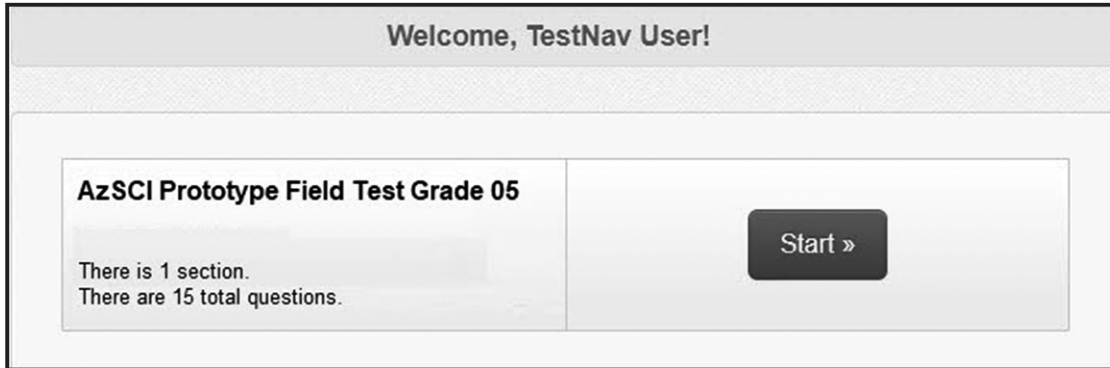 Welcome, TestNav User!
AzSCI Prototype Field Test Grade 05
Start »
There is 1 section.
There are 15 total questions.